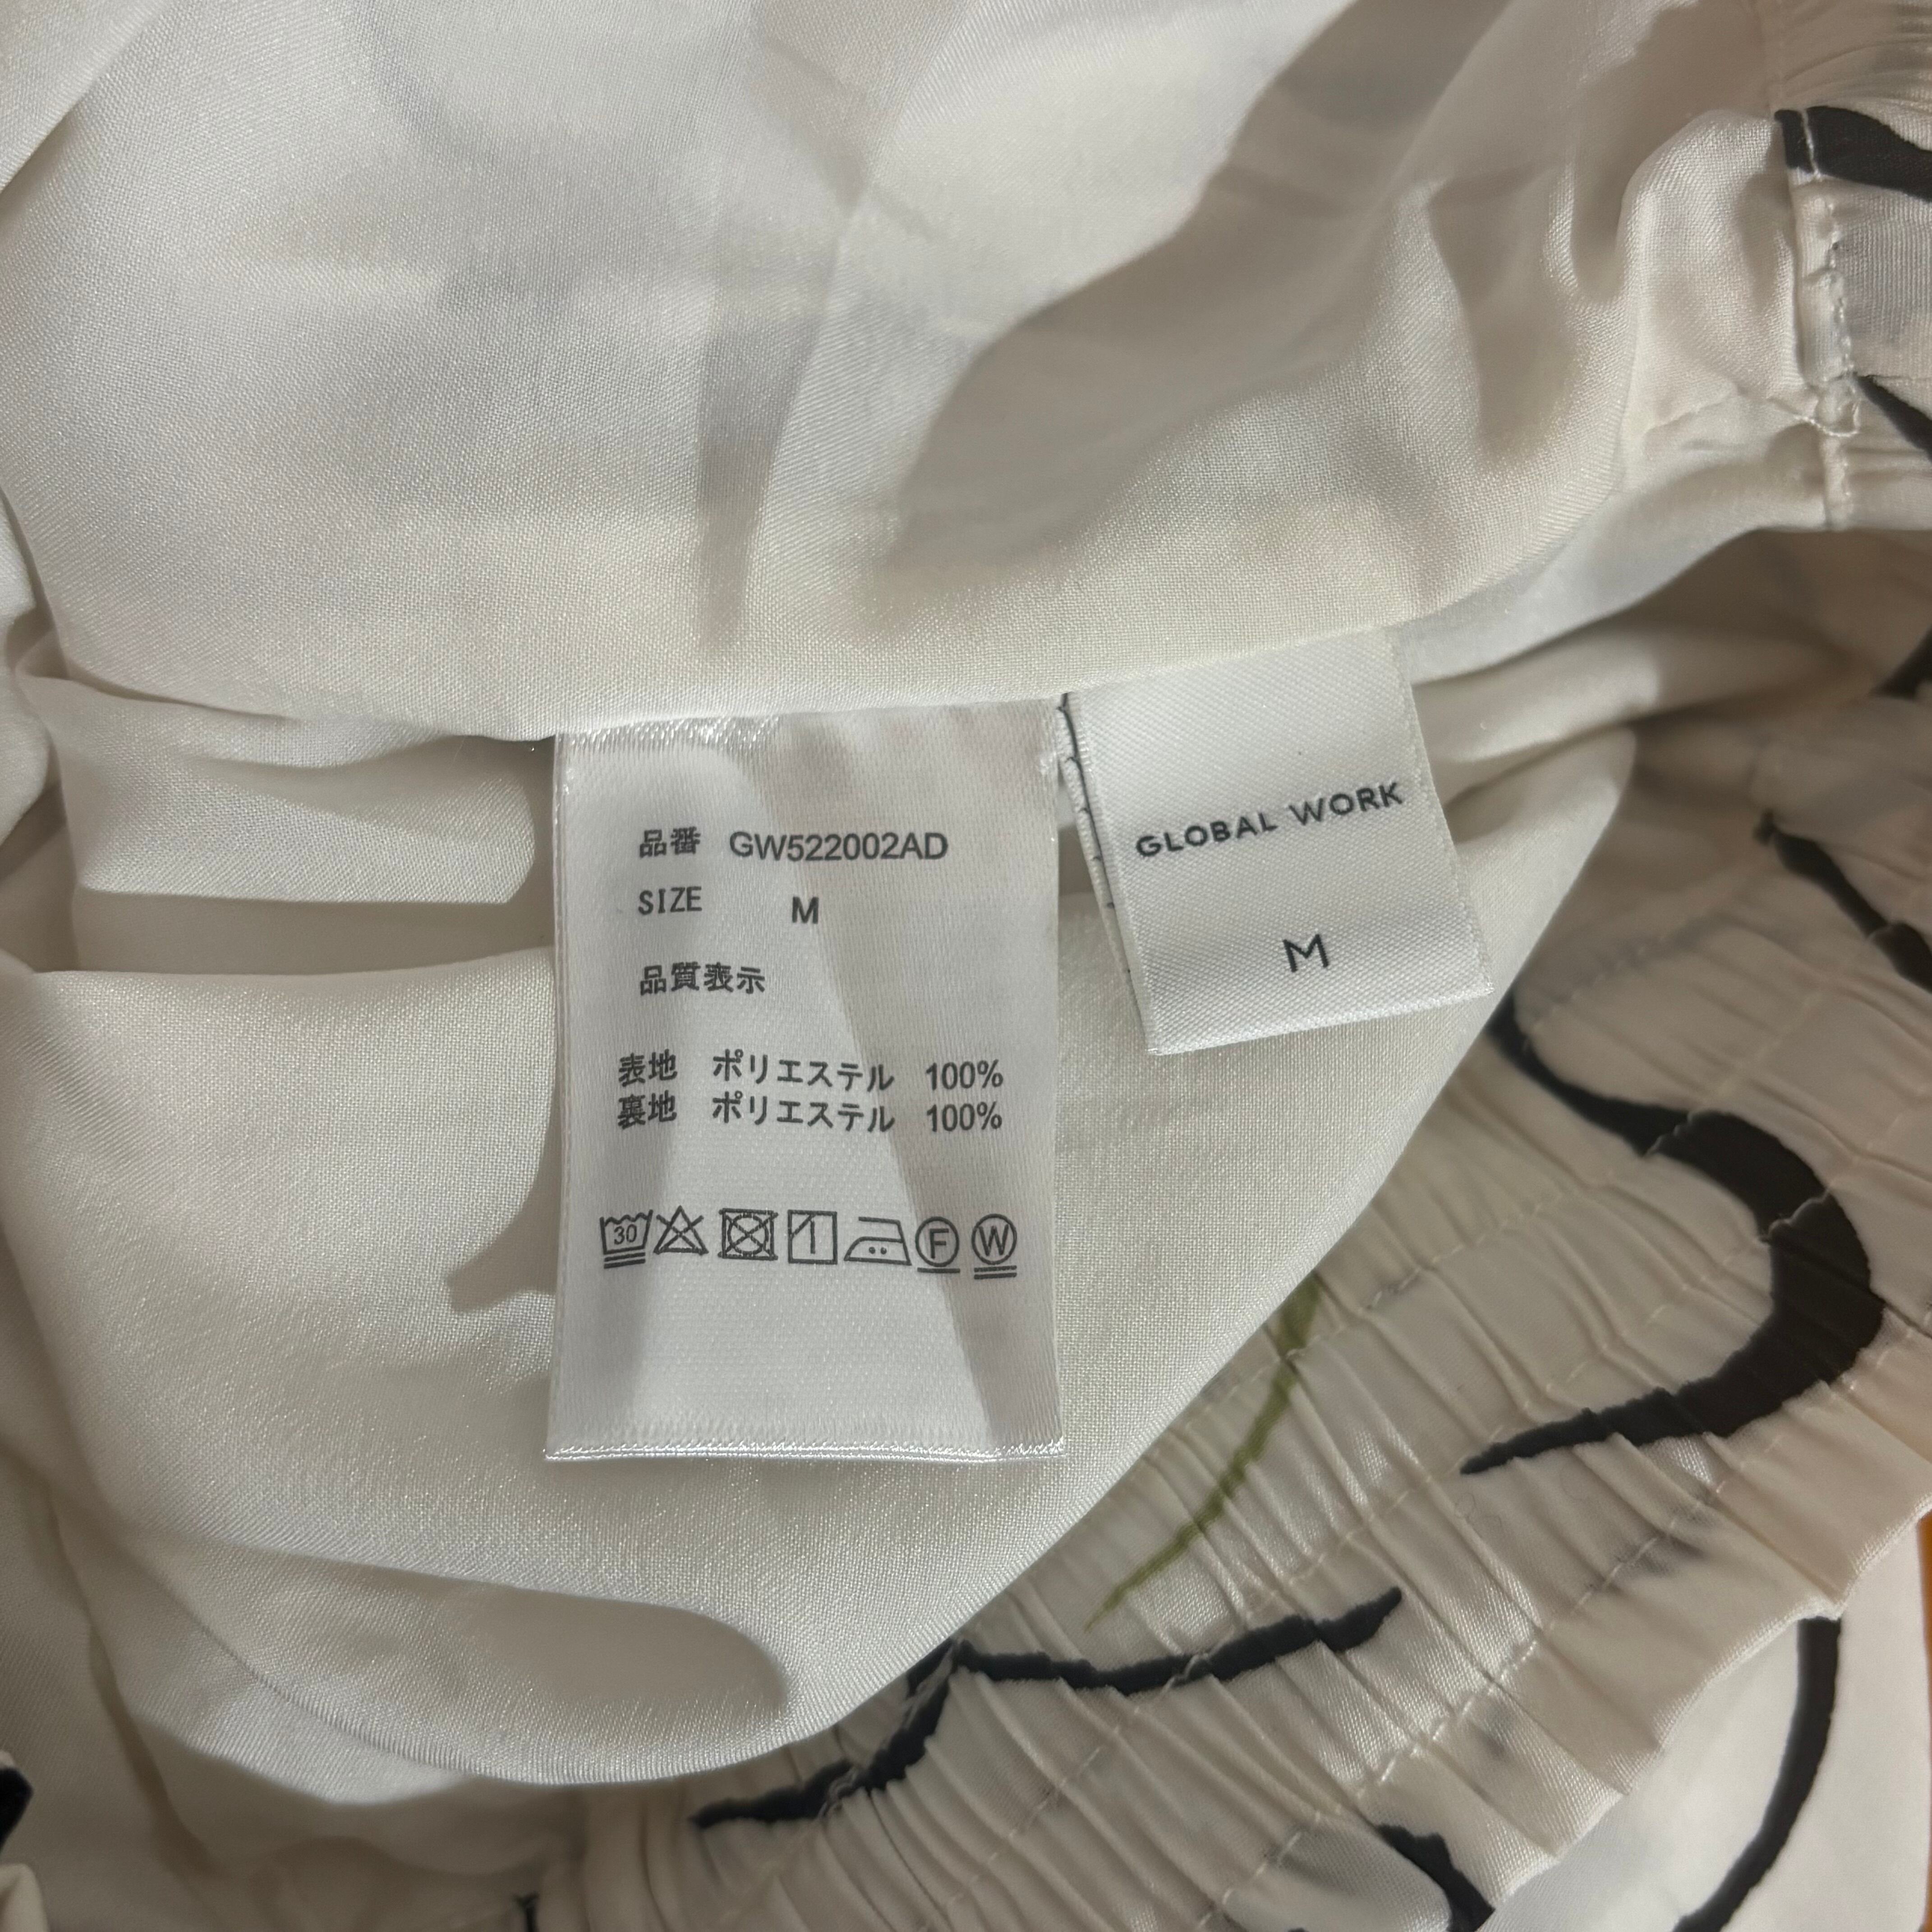 品番 GW522002AD
SIZE M
品質表示
表地 ポリエステル 100%
裏地 ポリエステル 100%
30 F W
GLOBAL WORK
M